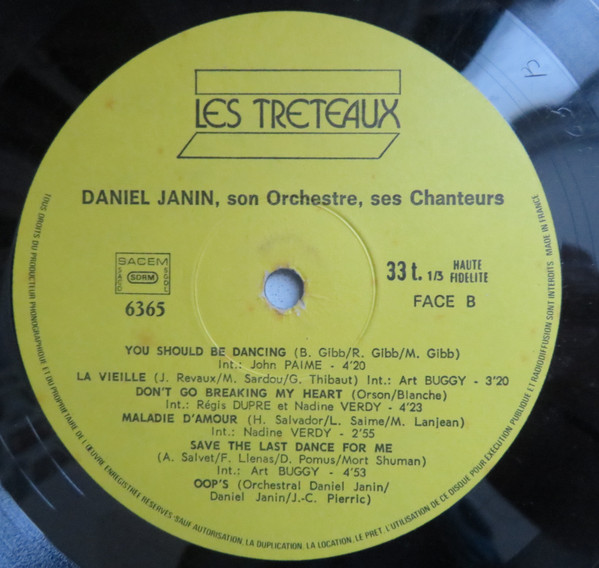 LES TRETEAUX
DANIEL JANIN, son Orchestre, ses Chanteurs
SACEM
SACD SDRM SGDL
6365
33 t. 1/3 HAUTE FIDELITE
FACE B
YOU SHOULD BE DANCING (B. Gibb/R. Gibb/M. Gibb)
Int.: John PAIME - 4'20
LA VIEILLE (J. Revaux/M. Sardou/G. Thibaut) Int.: Art BUGGY - 3'20
DON'T GO BREAKING MY HEART (Orson/Blanche)
Int.: Régis DUPRE et Nadine VERDY - 4'23
MALADIE D'AMOUR (H. Salvador/L. Saime/M. Lanjean)
Int.: Nadine VERDY - 2'55
SAVE THE LAST DANCE FOR ME
(A. Salvet/F. Llenas/D. Pomus/Mort Shuman)
Int.: Art BUGGY - 4'53
OOP'S (Orchestral Daniel Janin/
Daniel Janin/J.-C. Pierric)
TOUS DROITS DU PRODUCTEUR PHONOGRAPHIQUE ET DU PROPRIETAIRE DE L'ŒUVRE ENREGISTREE RESERVES. SAUF AUTORISATION, LA DUPLICATION, LA LOCATION, LE PRET, L'UTILISATION DE CE DISQUE POUR EXECUTION PUBLIQUE ET RADIODIFFUSION SONT INTERDITS. MADE IN FRANCE